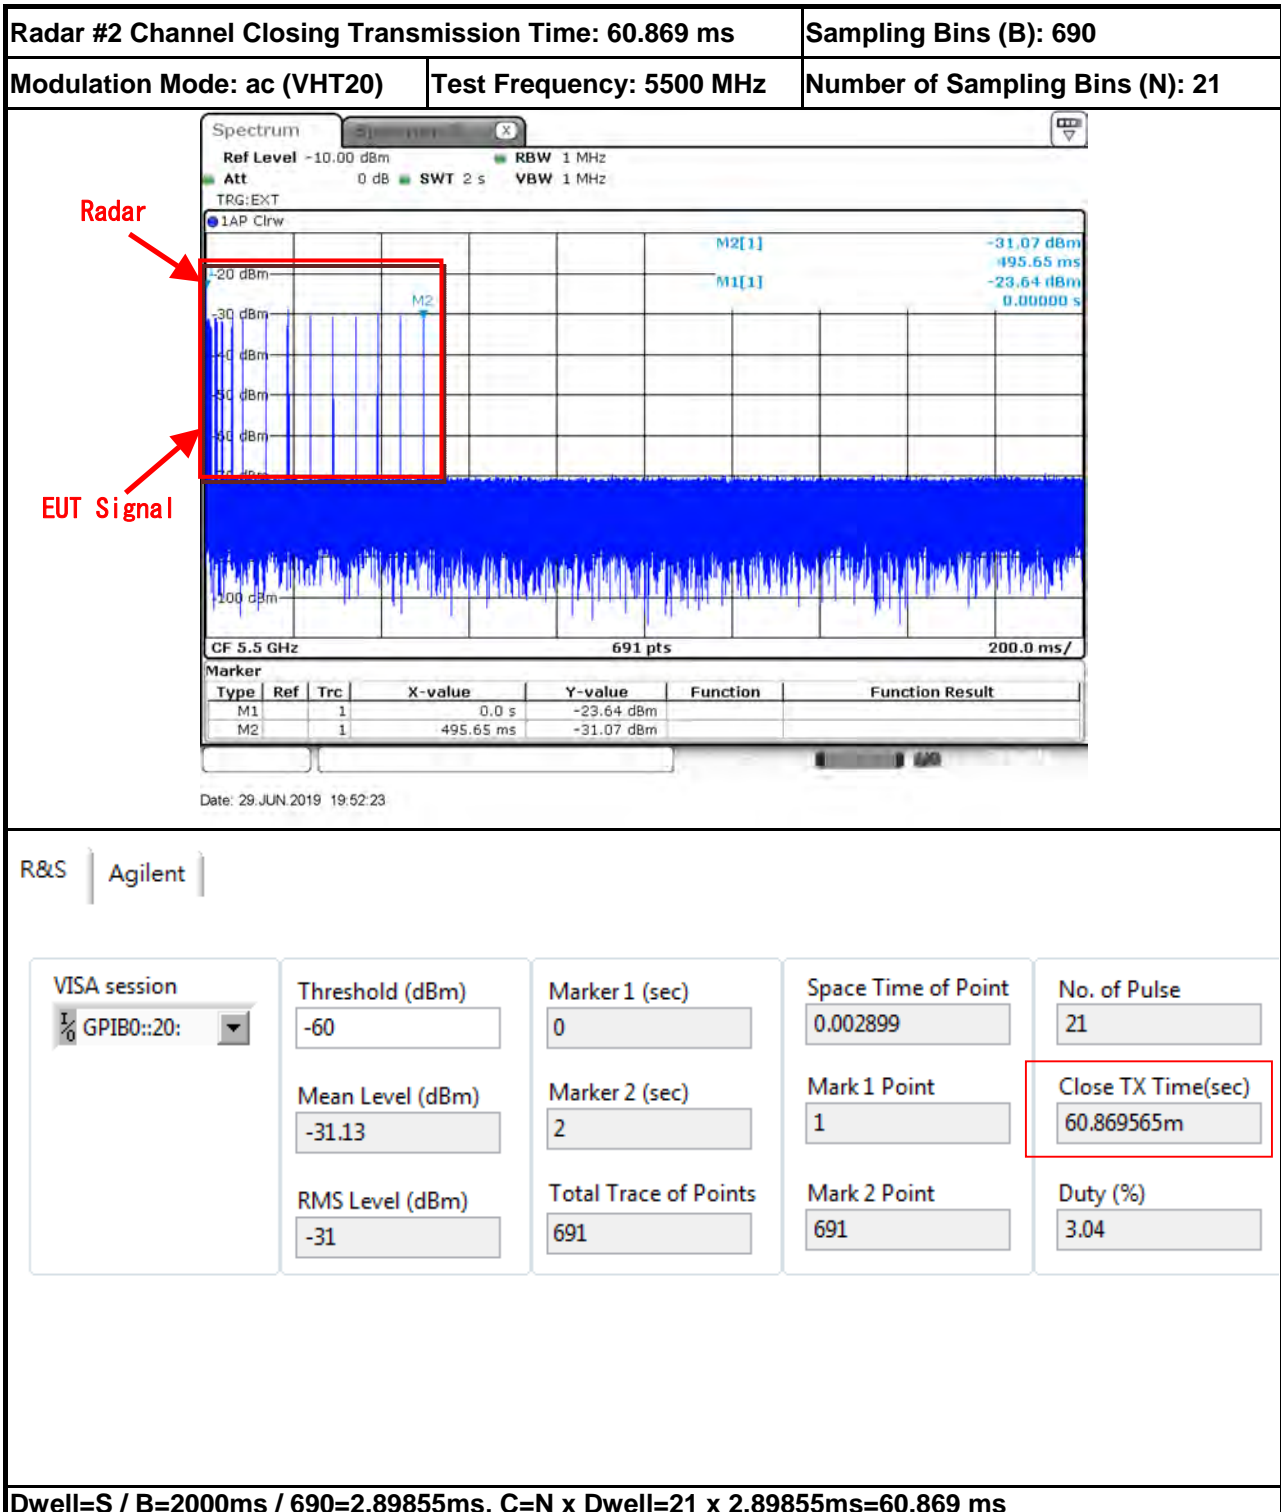 Radar #2 Channel Closing Transmission Time: 60.869 ms
Sampling Bins (B): 690
Modulation Mode: ac (VHT20)
Test Frequency: 5500 MHz
Number of Sampling Bins (N): 21
Spectrum
X
Ref Level -10.00 dBm
RBW 1 MHz
Att 0 dB SWT 2 s VBW 1 MHz
TRG:EXT
1AP Clrw
Radar
M2[1] -31.07 dBm
495.65 ms
M1[1] -23.64 dBm
0.00000 s
-20 dBm
M2
-30 dBm
-40 dBm
-50 dBm
-60 dBm
-70 dBm
EUT Signal
-100 dBm
CF 5.5 GHz 691 pts 200.0 ms/
Marker
Type Ref Trc X-value Y-value Function Function Result
M1 1 0.0 s -23.64 dBm
M2 1 495.65 ms -31.07 dBm
Date: 29.JUN.2019 19:52:23
R&S Agilent
VISA session
GPIB0::20:
Threshold (dBm)
-60
Mean Level (dBm)
-31.13
RMS Level (dBm)
-31
Marker 1 (sec)
0
Marker 2 (sec)
2
Total Trace of Points
691
Space Time of Point
0.002899
Mark 1 Point
1
Mark 2 Point
691
No. of Pulse
21
Close TX Time(sec)
60.869565m
Duty (%)
3.04
Dwell=S / B=2000ms / 690=2.89855ms, C=N x Dwell=21 x 2.89855ms=60.869 ms